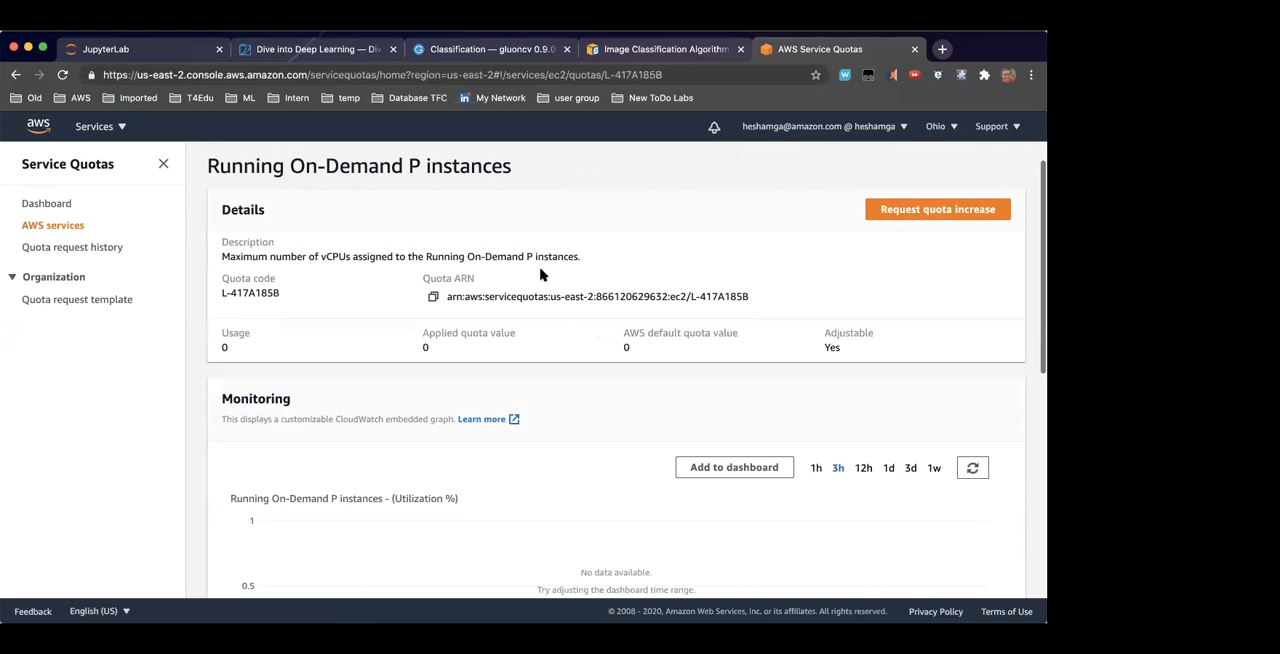 JupyterLab
Dive into Deep Learning — Di
Classification — gluoncv 0.9.0
Image Classification Algorithm
AWS Service Quotas
https://us-east-2.console.aws.amazon.com/servicequotas/home?region=us-east-2#!/services/ec2/quotas/L-417A185B
Old AWS Imported T4Edu ML Intern temp Database TFC My Network user group New ToDo Labs
aws Services heshamga@amazon.com @ heshamga Ohio Support
Service Quotas
Dashboard
AWS services
Quota request history
Organization
Quota request template
Running On-Demand P instances
Details
Request quota increase
Description
Maximum number of vCPUs assigned to the Running On-Demand P instances.
Quota code Quota ARN
L-417A185B arn:aws:servicequotas:us-east-2:866120629632:ec2/L-417A185B
Usage Applied quota value AWS default quota value Adjustable
0 0 0 Yes
Monitoring
This displays a customizable CloudWatch embedded graph. Learn more
Add to dashboard 1h 3h 12h 1d 3d 1w
Running On-Demand P instances - (Utilization %)
1
No data available.
0.5
Try adjusting the dashboard time range.
Feedback English (US) © 2008 - 2020, Amazon Web Services, Inc. or its affiliates. All rights reserved. Privacy Policy Terms of Use